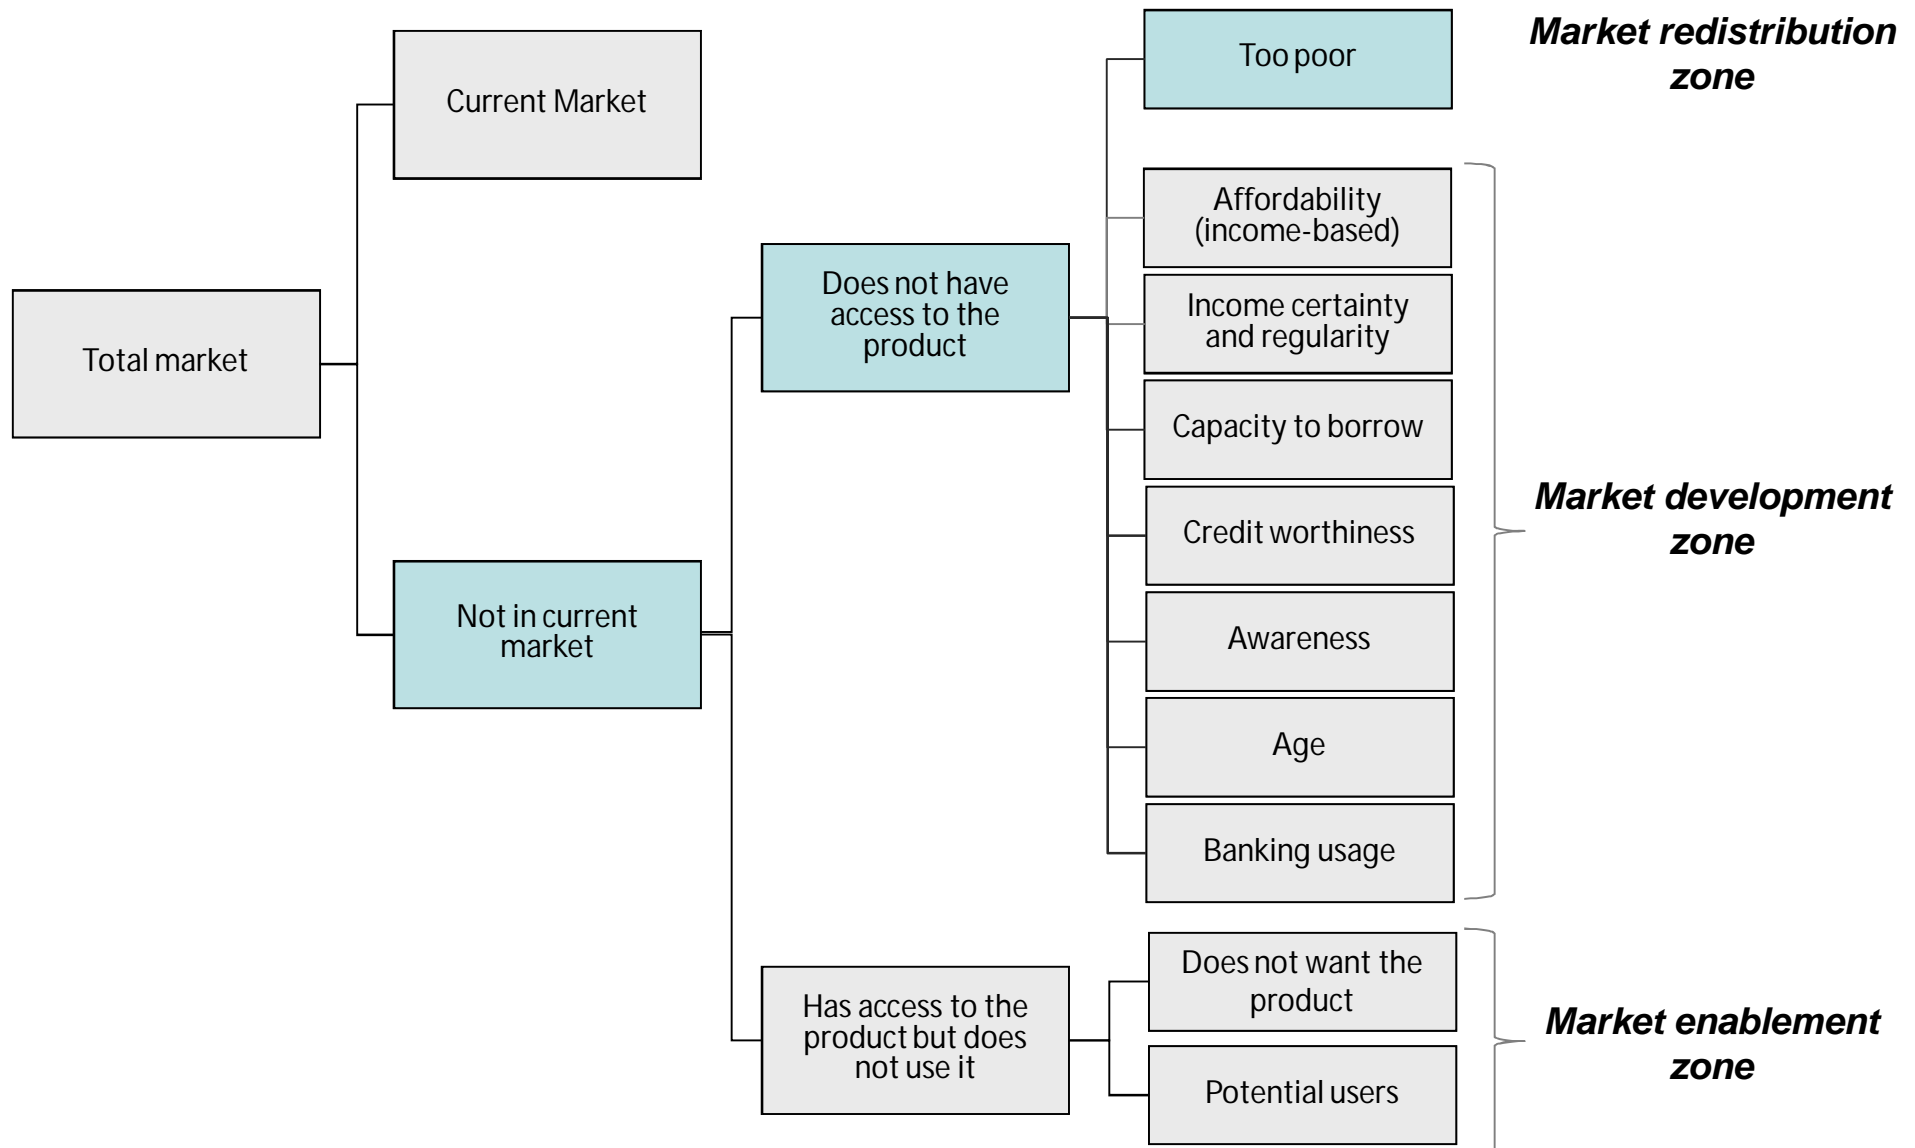 Total market
Current Market
Not in current
market
Does not have
access to the
product
Has access to the
product but does
not use it
Too poor
Affordability
(income-based)
Income certainty
and regularity
Capacity to borrow
Credit worthiness
Awareness
Age
Banking usage
Does not want the
product
Potential users
Market redistribution
zone
Market development
zone
Market enablement
zone